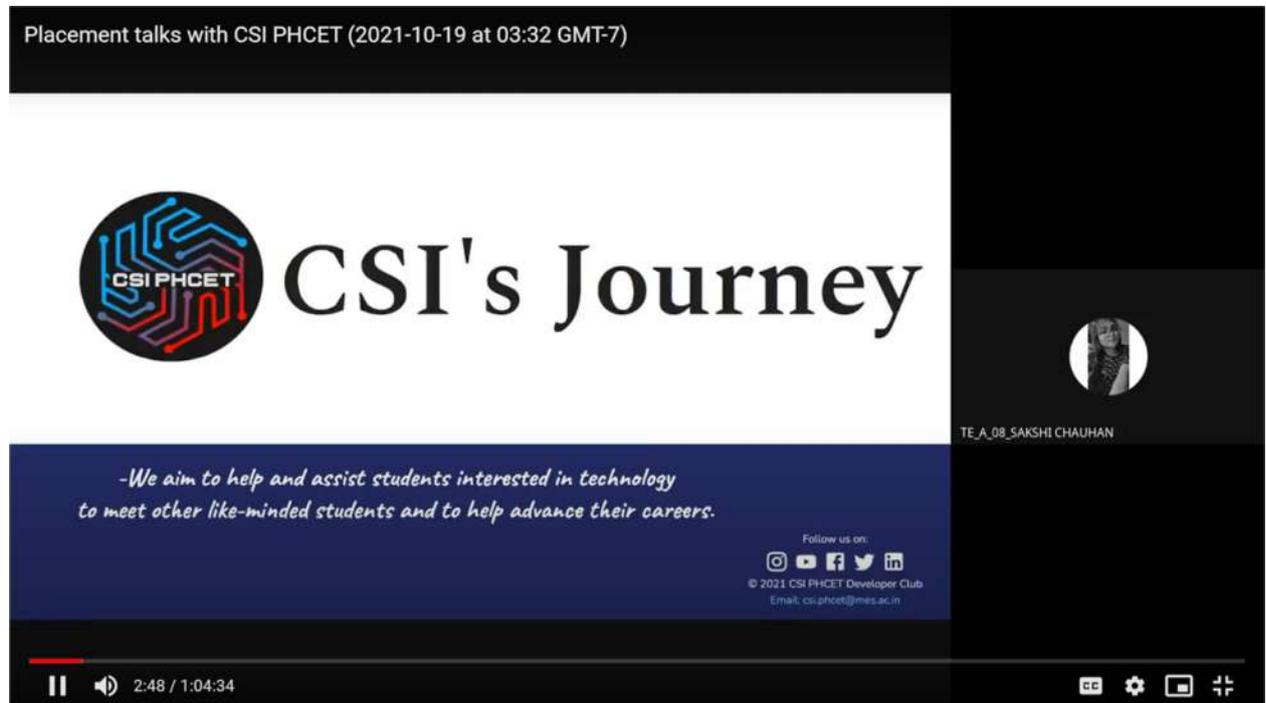 Placement talks with CSI PHCET (2021-10-19 at 03:32 GMT-7)
CSI PHCET
CSI's Journey
TE_A_08_SAKSHI CHAUHAN
-We aim to help and assist students interested in technology
to meet other like-minded students and to help advance their careers.
Follow us on:
© 2021 CSI PHCET Developer Club
Email: csi.phcet@mes.ac.in
2:48 / 1:04:34
CC